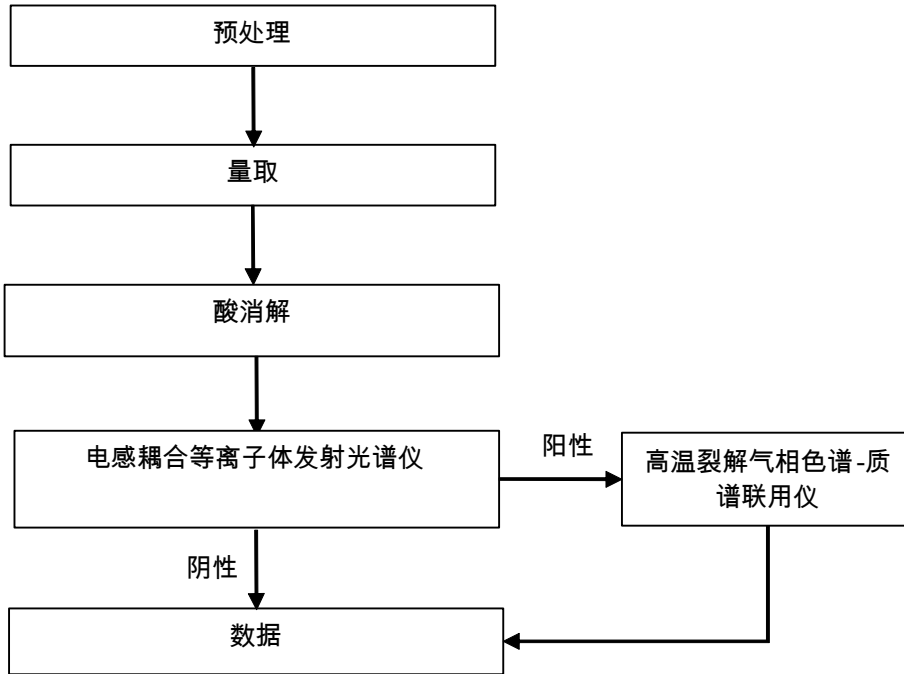 预处理
量取
酸消解
电感耦合等离子体发射光谱仪
阳性
高温裂解气相色谱-质
谱联用仪
阴性
数据